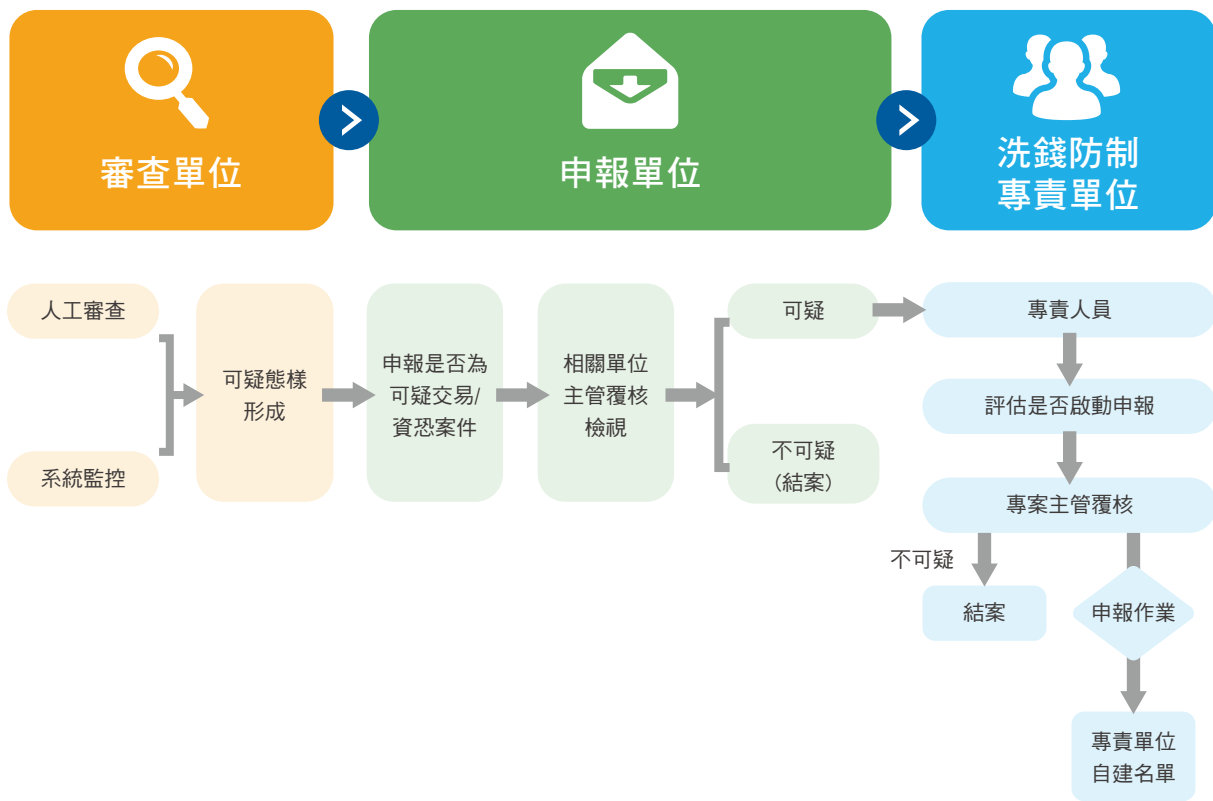 審查單位
申報單位
洗錢防制
專責單位
人工審查
系統監控
可疑態樣
形成
申報是否為
可疑交易/
資恐案件
相關單位
主管覆核
檢視
可疑
不可疑
（結案）
專責人員
評估是否啟動申報
專案主管覆核
不可疑
結案
申報作業
專責單位
自建名單